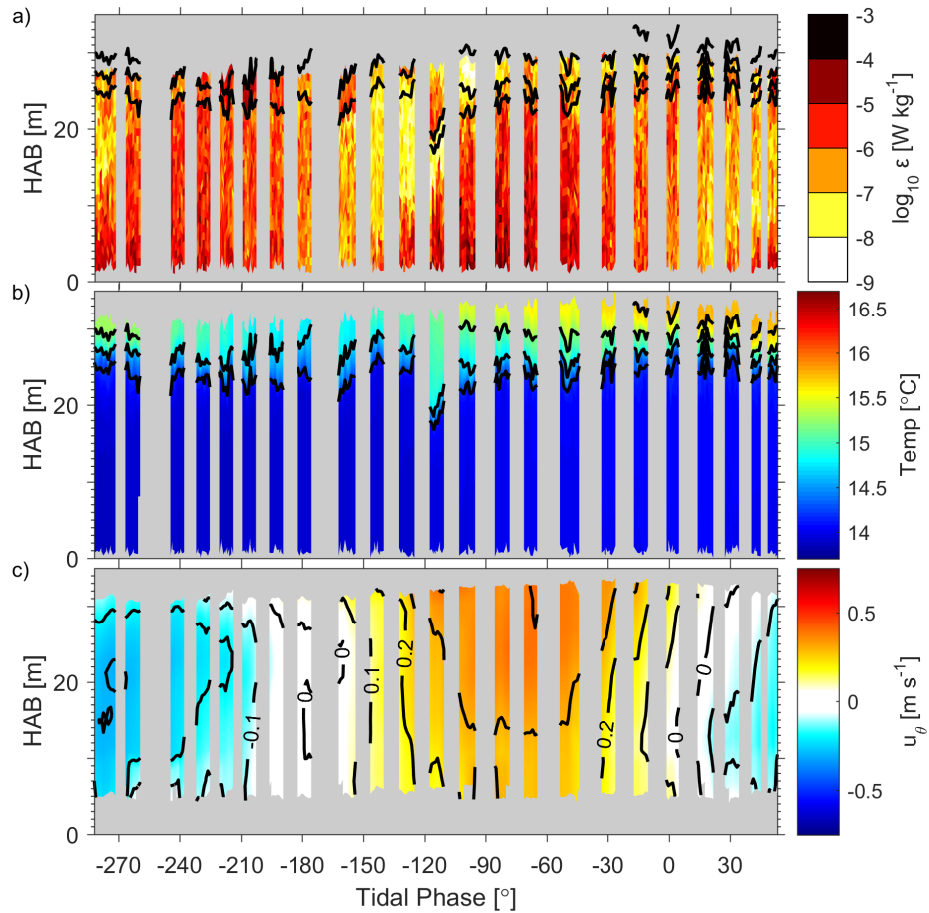 a)
HAB [m]
20
0
-3
-4
-5
-6
-7
-8
-9
log10 ε [W kg-1]
b)
HAB [m]
20
0
16.5
16
15.5
15
14.5
14
Temp [°C]
c)
HAB [m]
20
0
-0.1
0
0
0.1
0.2
0.2
0
0
0.5
0
-0.5
uθ [m s-1]
-270 -240 -210 -180 -150 -120 -90 -60 -30 0 30
Tidal Phase [°]